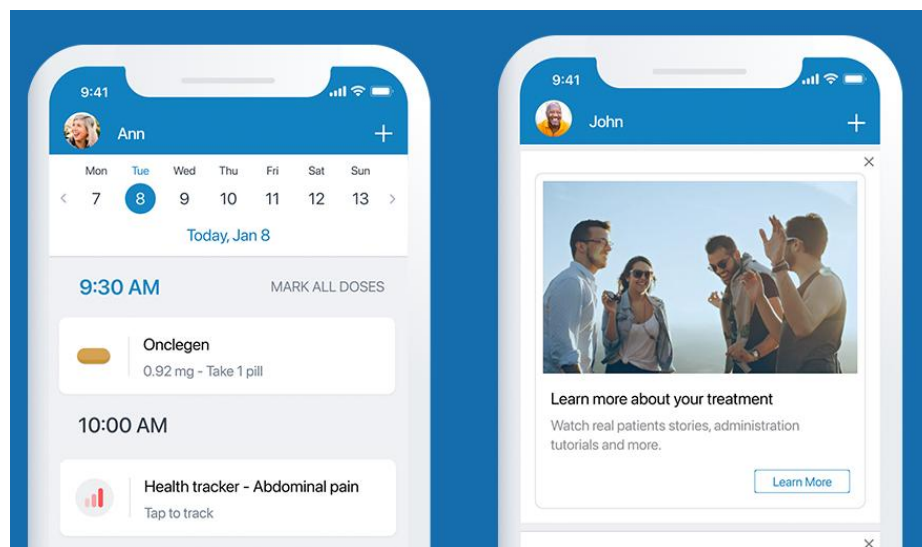 9:41
Ann
+
Mon Tue Wed Thu Fri Sat Sun
< 7 8 9 10 11 12 13 >
Today, Jan 8
9:30 AM MARK ALL DOSES
Onclegen
0.92 mg - Take 1 pill
10:00 AM
Health tracker - Abdominal pain
Tap to track
9:41
John
+
Learn more about your treatment
Watch real patients stories, administration
tutorials and more.
Learn More